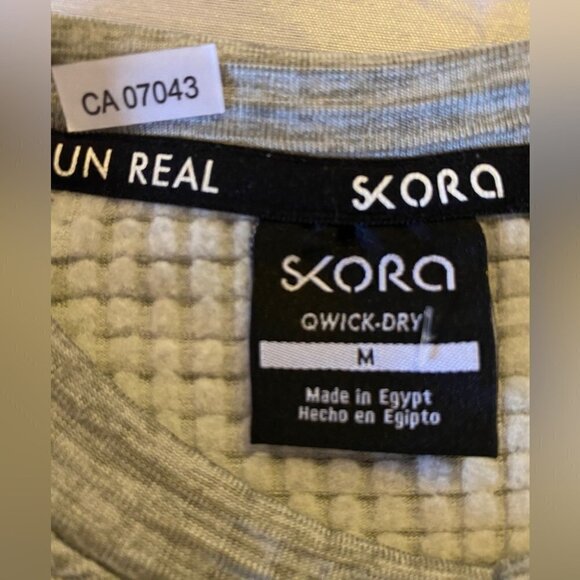 CA 07043
UN REAL SKORA
SKORA
QWICK-DRY
M
Made in Egypt
Hecho en Egipto